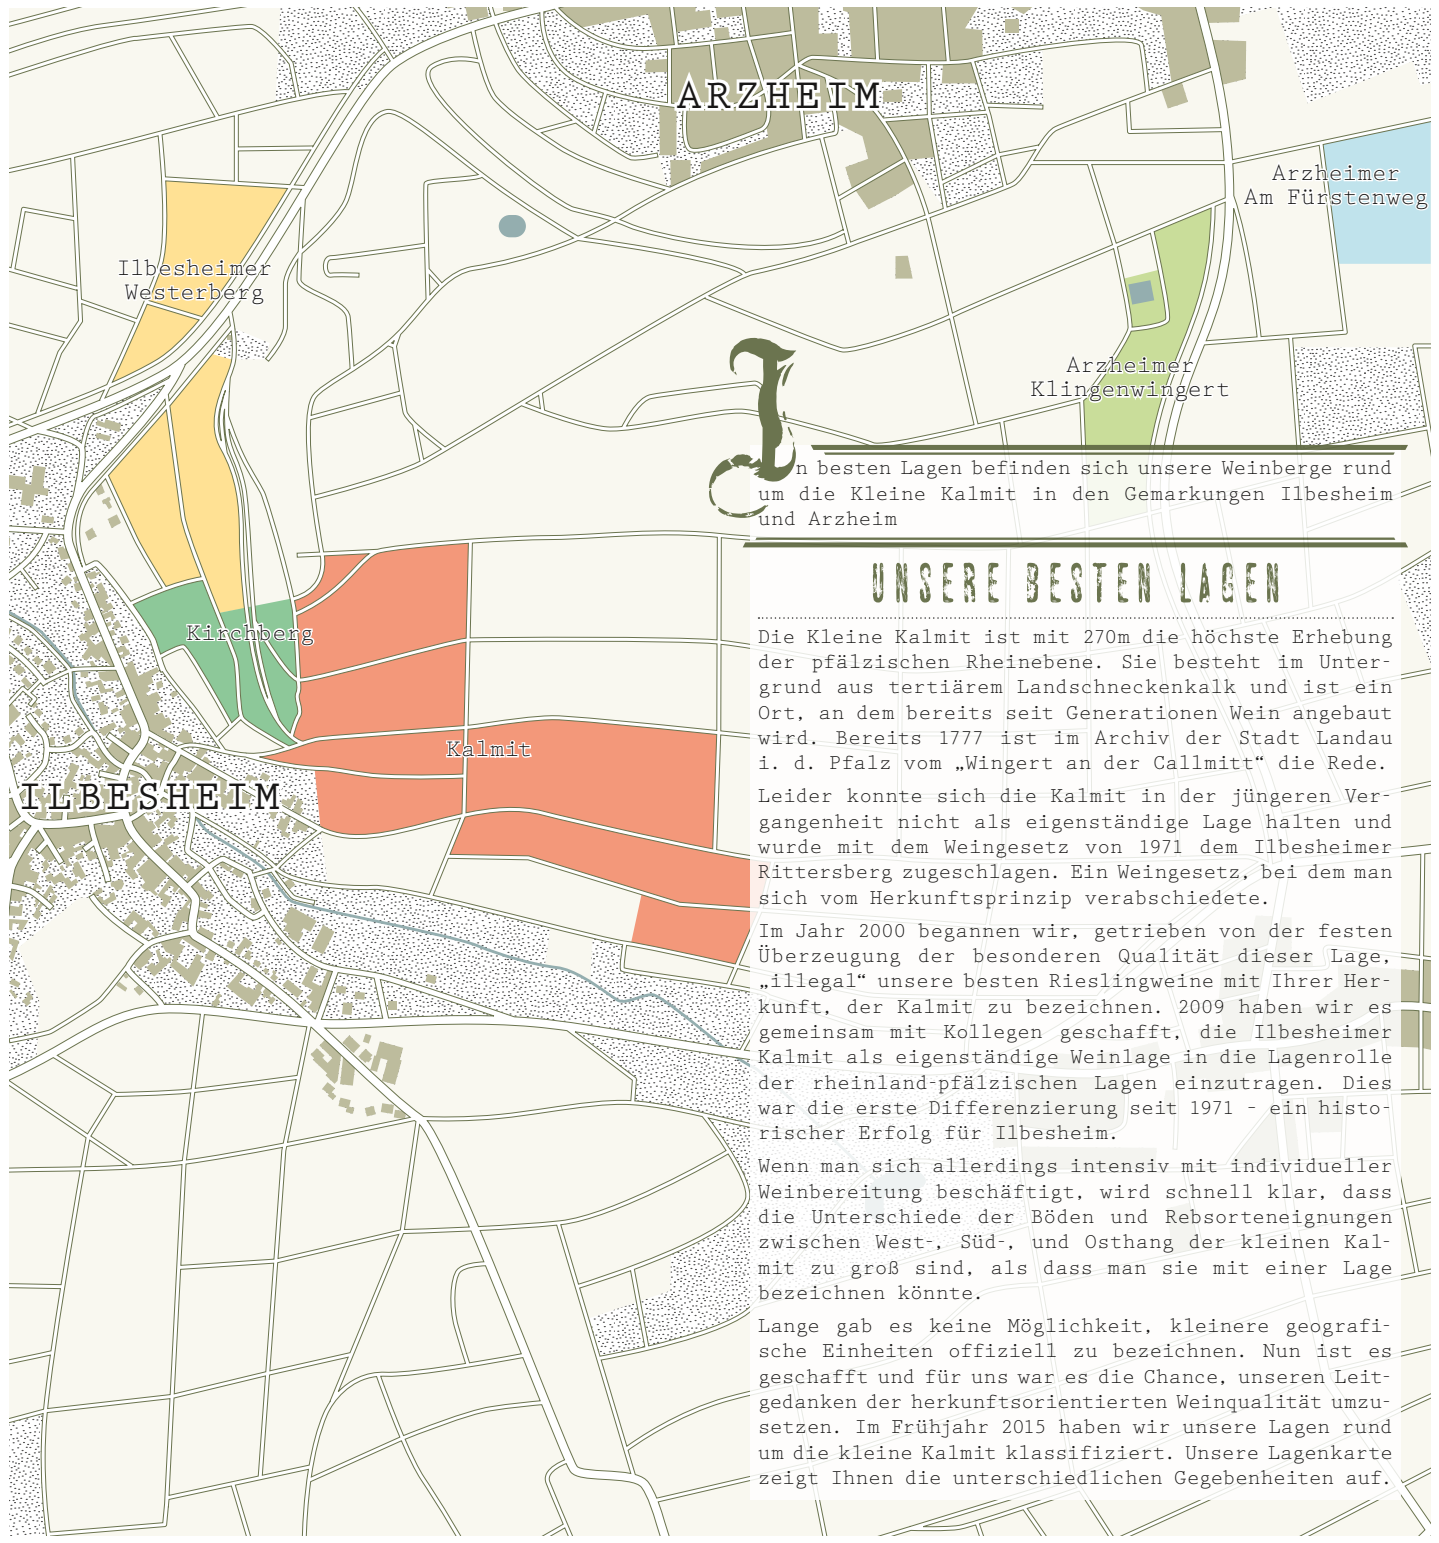 ARZHEIM
Arzheimer
Am Fürstenweg
Ilbesheimer
Westerberg
Arzheimer
Klingenwingert
In besten Lagen befinden sich unsere Weinberge rund
um die Kleine Kalmit in den Gemarkungen Ilbesheim
und Arzheim
UNSERE BESTEN LAGEN
Kirchberg
Kalmit
ILBESHEIM
Die Kleine Kalmit ist mit 270m die höchste Erhebung
der pfälzischen Rheinebene. Sie besteht im Unter-
grund aus tertiärem Landschneckenkalk und ist ein
Ort, an dem bereits seit Generationen Wein angebaut
wird. Bereits 1777 ist im Archiv der Stadt Landau
i. d. Pfalz vom „Wingert an der Callmitt“ die Rede.
Leider konnte sich die Kalmit in der jüngeren Ver-
gangenheit nicht als eigenständige Lage halten und
wurde mit dem Weingesetz von 1971 dem Ilbesheimer
Rittersberg zugeschlagen. Ein Weingesetz, bei dem man
sich vom Herkunftsprinzip verabschiedete.
Im Jahr 2000 begannen wir, getrieben von der festen
Überzeugung der besonderen Qualität dieser Lage,
„illegal“ unsere besten Rieslingweine mit Ihrer Her-
kunft, der Kalmit zu bezeichnen. 2009 haben wir es
gemeinsam mit Kollegen geschafft, die Ilbesheimer
Kalmit als eigenständige Weinlage in die Lagenrolle
der rheinland-pfälzischen Lagen einzutragen. Dies
war die erste Differenzierung seit 1971 - ein histo-
rischer Erfolg für Ilbesheim.
Wenn man sich allerdings intensiv mit individueller
Weinbereitung beschäftigt, wird schnell klar, dass
die Unterschiede der Böden und Rebsorteneignungen
zwischen West-, Süd-, und Osthang der kleinen Kal-
mit zu groß sind, als dass man sie mit einer Lage
bezeichnen könnte.
Lange gab es keine Möglichkeit, kleinere geografi-
sche Einheiten offiziell zu bezeichnen. Nun ist es
geschafft und für uns war es die Chance, unseren Leit-
gedanken der herkunftsorientierten Weinqualität umzu-
setzen. Im Frühjahr 2015 haben wir unsere Lagen rund
um die kleine Kalmit klassifiziert. Unsere Lagenkarte
zeigt Ihnen die unterschiedlichen Gegebenheiten auf.